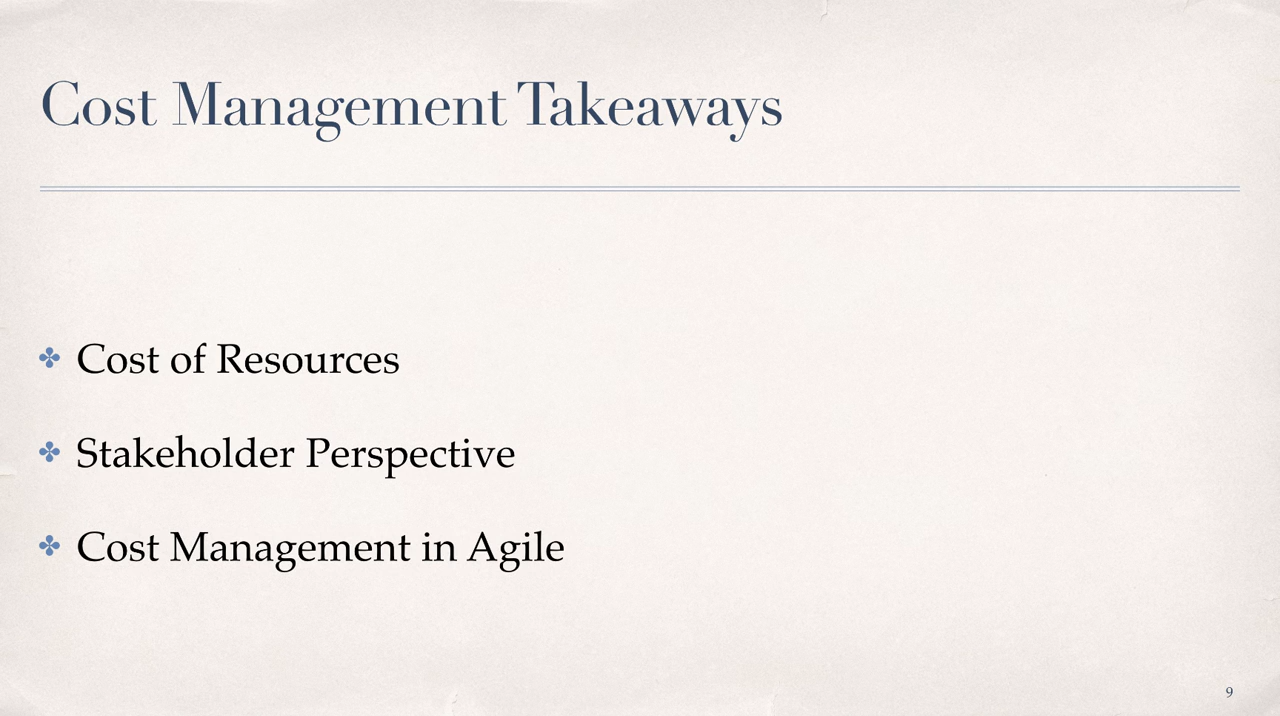 Cost Management Takeaways
✤ Cost of Resources
✤ Stakeholder Perspective
✤ Cost Management in Agile
9